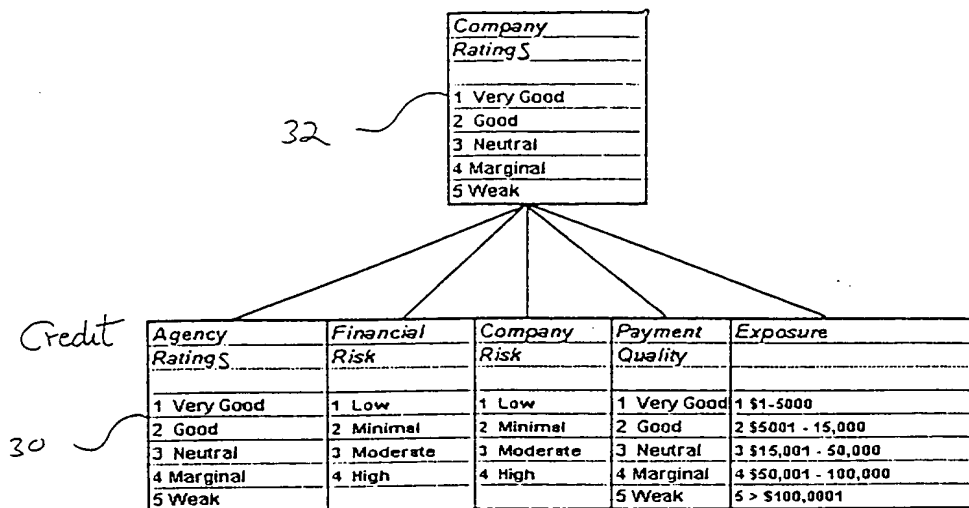 Company
Ratings
1 Very Good
2 Good
3 Neutral
4 Marginal
5 Weak
32
Credit
Agency Financial Company Payment Exposure
Ratings Risk Risk Quality
1 Very Good 1 Low 1 Low 1 Very Good 1 $1-5000
2 Good 2 Minimal 2 Minimal 2 Good 2 $5001 - 15,000
3 Neutral 3 Moderate 3 Moderate 3 Neutral 3 $15,001 - 50,000
4 Marginal 4 High 4 High 4 Marginal 4 $50,001 - 100,000
5 Weak 5 Weak 5 > $100,0001
30